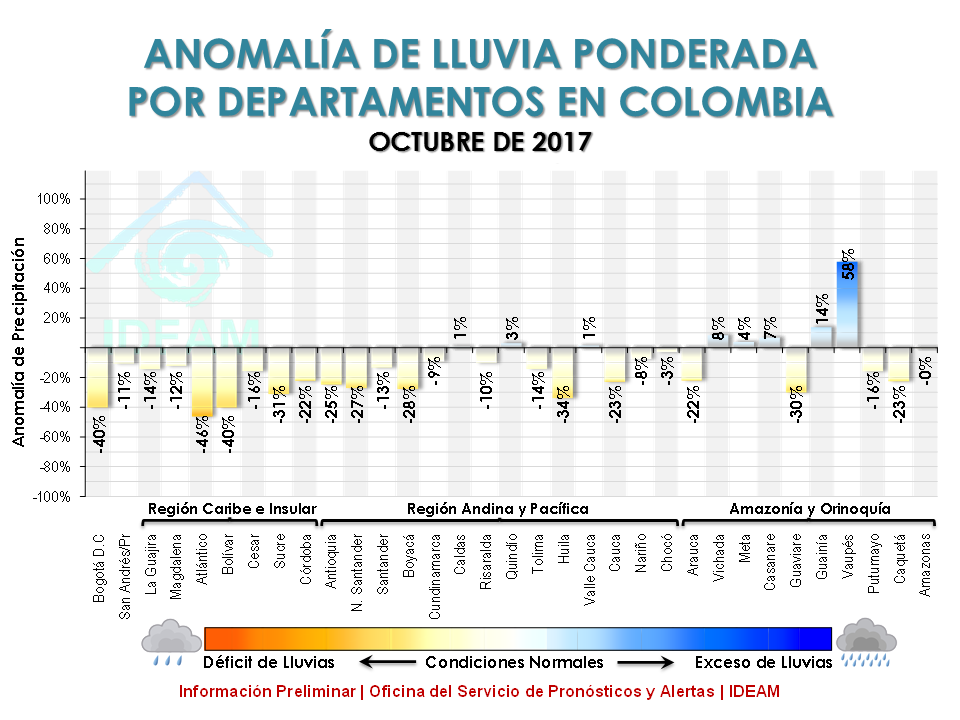 ANOMALÍA DE LLUVIA PONDERADA
POR DEPARTAMENTOS EN COLOMBIA
OCTUBRE DE 2017
Anomalía de Precipitación
100%
80%
60%
40%
20%
-20%
-40%
-60%
-80%
-100%
IDEAM
-40%
-11%
-14%
-12%
-46%
-40%
-16%
-31%
-22%
-25%
-27%
-13%
-28%
-9%
1%
-10%
3%
-14%
-34%
1%
-23%
-8%
-3%
-22%
8%
4%
7%
-30%
14%
58%
-16%
-23%
-0%
Región Caribe e Insular
Región Andina y Pacífica
Amazonía y Orinoquía
Bogotá D.C
San Andrés/Pr
La Guajira
Magdalena
Atlántico
Bolívar
Cesar
Sucre
Córdoba
Antioquia
N. Santander
Santander
Boyacá
Cundinamarca
Caldas
Risaralda
Quindío
Tolima
Huila
Valle Cauca
Cauca
Nariño
Chocó
Arauca
Vichada
Meta
Casanare
Guaviare
Guainía
Vaupés
Putumayo
Caquetá
Amazonas
Déficit de Lluvias
Condiciones Normales
Exceso de Lluvias
Información Preliminar | Oficina del Servicio de Pronósticos y Alertas | IDEAM